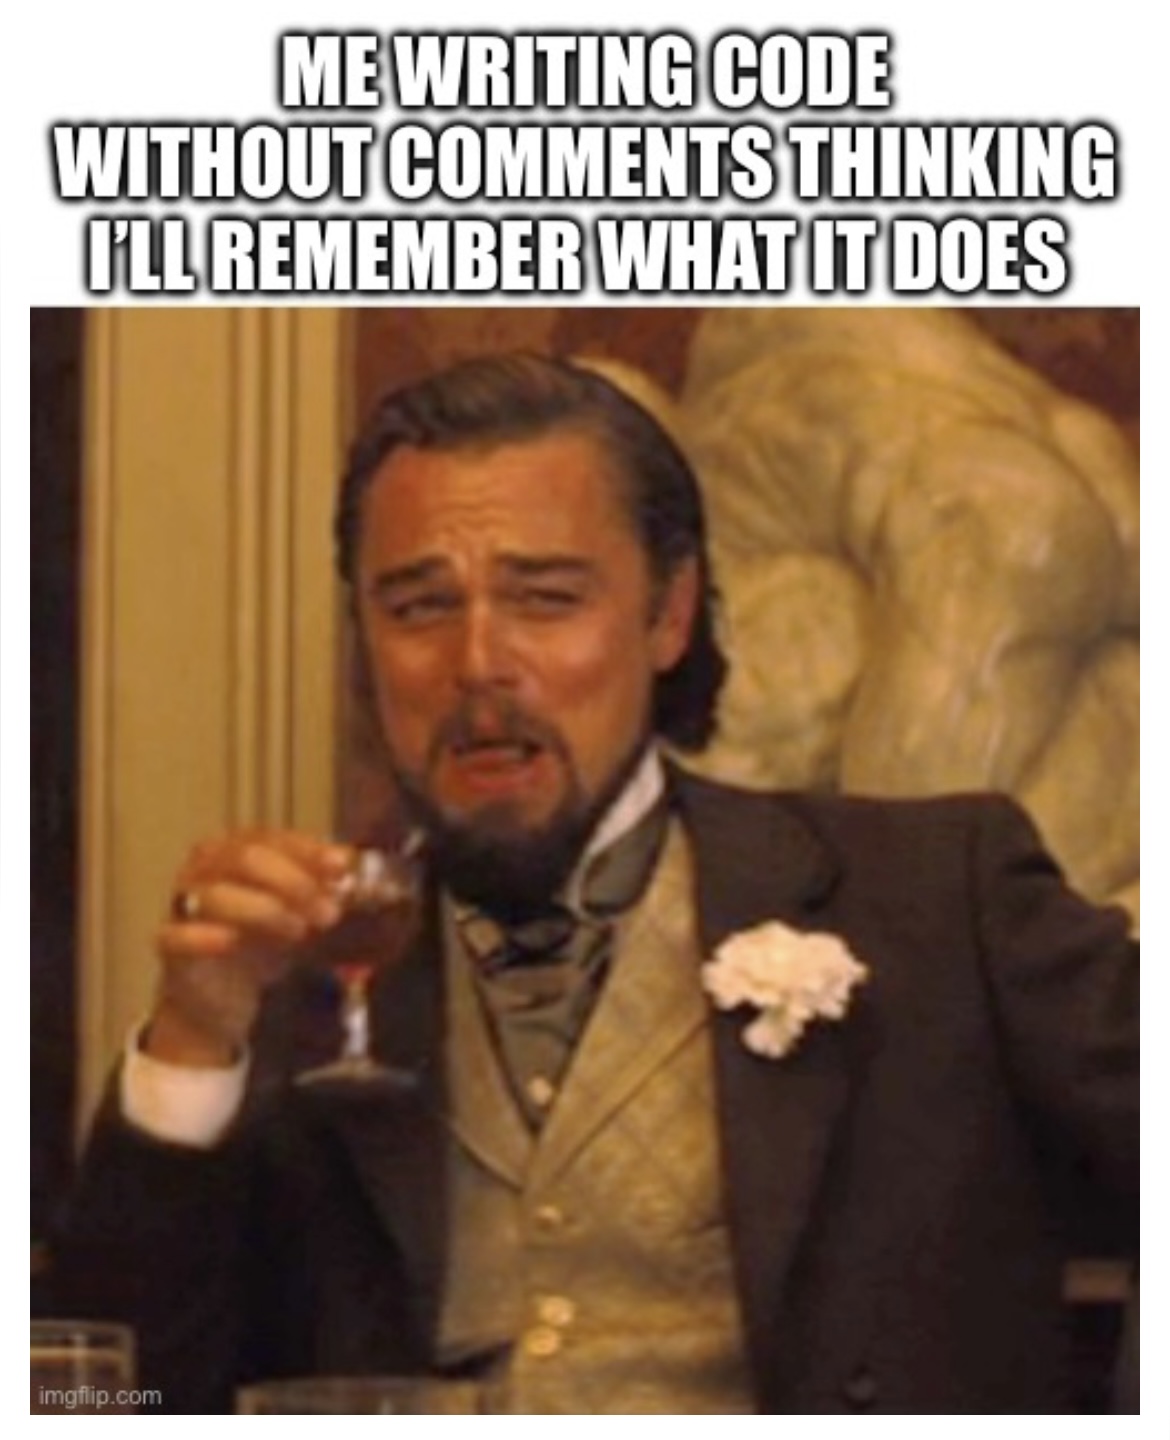 ME WRITING CODE
WITHOUT COMMENTS THINKING
I'LL REMEMBER WHAT IT DOES
imgflip.com